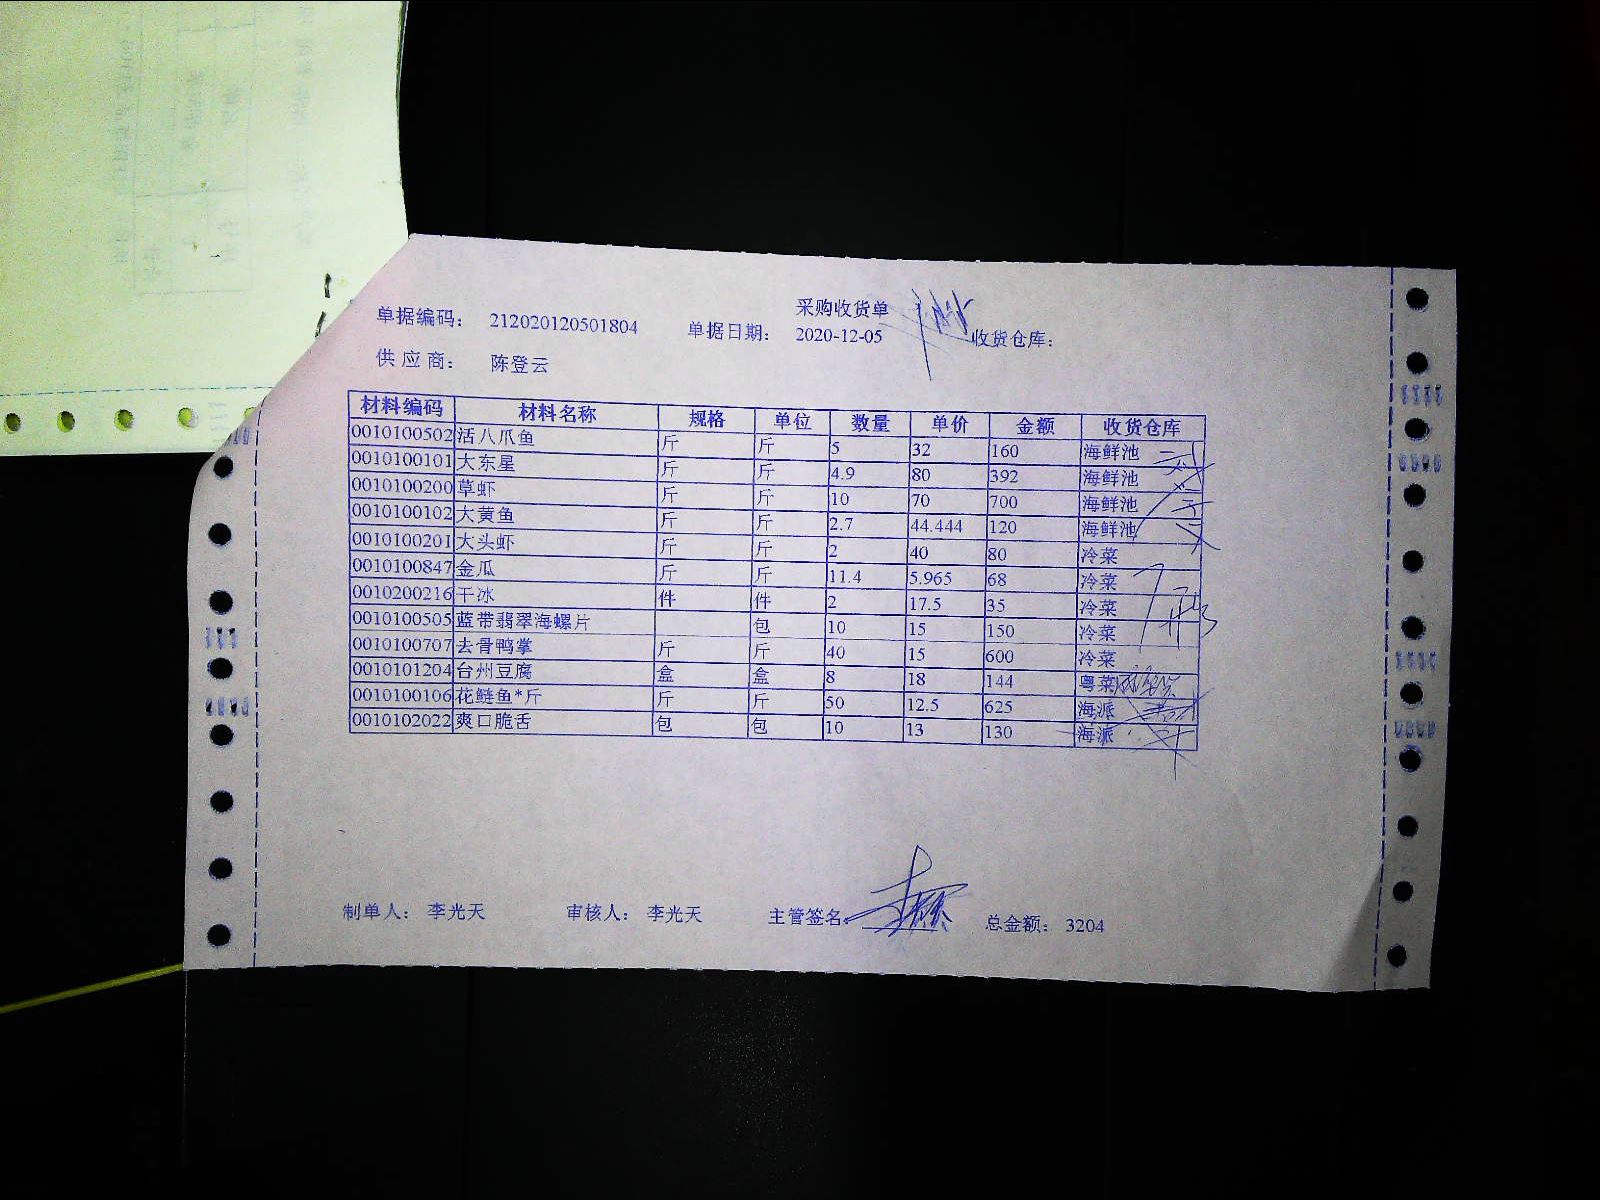 采购收货单
单据编码： 212020120501804 单据日期： 2020-12-05 收货仓库：
供 应 商： 陈登云
材料编码 材料名称 规格 单位 数量 单价 金额 收货仓库
0010100502 活八爪鱼 斤 斤 5 32 160 海鲜池
0010100101 大东星 斤 斤 4.9 80 392 海鲜池
0010100200 草虾 斤 斤 10 70 700 海鲜池
0010100102 大黄鱼 斤 斤 2.7 44.444 120 海鲜池
0010100201 大头虾 斤 斤 2 40 80 冷菜
0010100847 金瓜 斤 斤 11.4 5.965 68 冷菜
0010200216 干冰 件 件 2 17.5 35 冷菜
0010100505 蓝带翡翠海螺片 包 10 15 150 冷菜
0010100707 去骨鸭掌 斤 斤 40 15 600 冷菜
0010101204 台州豆腐 盒 盒 8 18 144 粤菜
0010100106 花鲢鱼*斤 斤 斤 50 12.5 625 海派
0010102022 爽口脆舌 包 包 10 13 130 海派
制单人： 李光天 审核人： 李光天 主管签名: 总金额： 3204